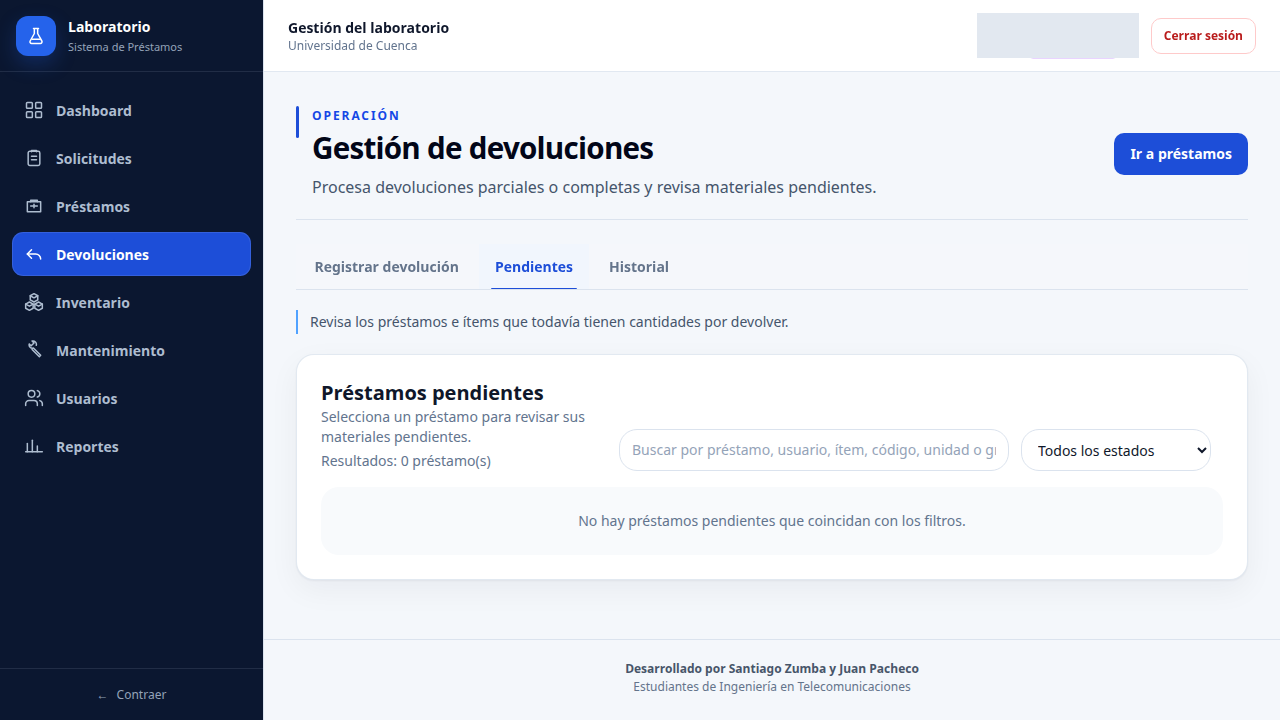 Laboratorio
Sistema de Préstamos
Dashboard
Solicitudes
Préstamos
Devoluciones
Inventario
Mantenimiento
Usuarios
Reportes
← Contraer
Gestión del laboratorio
Universidad de Cuenca
Cerrar sesión
OPERACIÓN
Gestión de devoluciones
Procesa devoluciones parciales o completas y revisa materiales pendientes.
Ir a préstamos
Registrar devolución
Pendientes
Historial
Revisa los préstamos e ítems que todavía tienen cantidades por devolver.
Préstamos pendientes
Selecciona un préstamo para revisar sus
materiales pendientes.
Resultados: 0 préstamo(s)
Buscar por préstamo, usuario, ítem, código, unidad o
Todos los estados
No hay préstamos pendientes que coincidan con los filtros.
Desarrollado por Santiago Zumba y Juan Pacheco
Estudiantes de Ingeniería en Telecomunicaciones